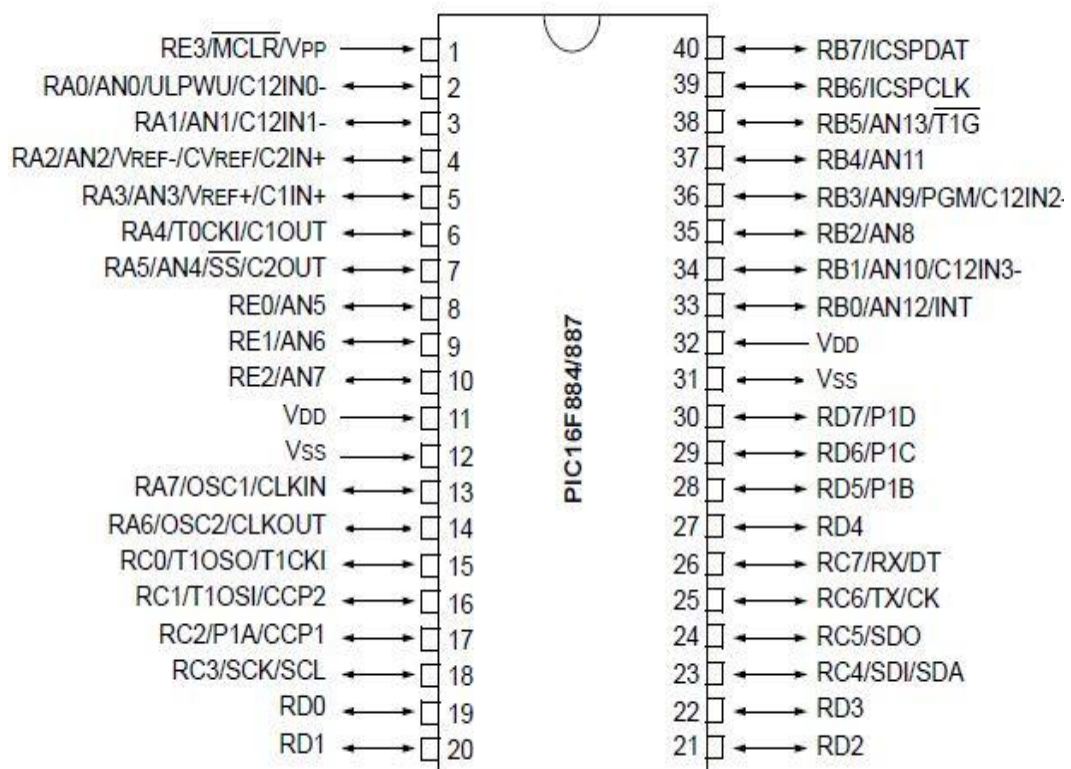 RE3/MCLR/VPP 1
RA0/AN0/ULPWU/C12IN0- 2
RA1/AN1/C12IN1- 3
RA2/AN2/VREF-/CVREF/C2IN+ 4
RA3/AN3/VREF+/C1IN+ 5
RA4/T0CKI/C1OUT 6
RA5/AN4/SS/C2OUT 7
RE0/AN5 8
RE1/AN6 9
RE2/AN7 10
VDD 11
VSS 12
RA7/OSC1/CLKIN 13
RA6/OSC2/CLKOUT 14
RC0/T1OSO/T1CKI 15
RC1/T1OSI/CCP2 16
RC2/P1A/CCP1 17
RC3/SCK/SCL 18
RD0 19
RD1 20
PIC16F884/887
40 RB7/ICSPDAT
39 RB6/ICSPCLK
38 RB5/AN13/T1G
37 RB4/AN11
36 RB3/AN9/PGM/C12IN2-
35 RB2/AN8
34 RB1/AN10/C12IN3-
33 RB0/AN12/INT
32 VDD
31 VSS
30 RD7/P1D
29 RD6/P1C
28 RD5/P1B
27 RD4
26 RC7/RX/DT
25 RC6/TX/CK
24 RC5/SDO
23 RC4/SDI/SDA
22 RD3
21 RD2